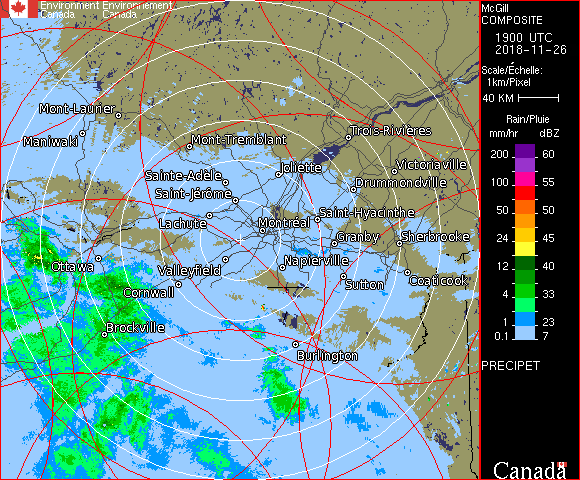 Environment Environnement
Canada Canada
McGill
COMPOSITE
1900 UTC
2018-11-26
Scale/Échelle:
1km/Pixel
40 KM
Rain/Pluie
mm/hr dBZ
200 60
100 55
50 50
24 45
12 40
4 33
1 23
0.1 7
PRECIPET
Canada
Mont-Laurier
Maniwaki
Mont-Tremblant
Trois-Rivières
Sainte-Adèle
Joliette
Victoriaville
Drummondville
Saint-Jérôme
Lachute
Montréal
Saint-Hyacinthe
Granby
Sherbrooke
Ottawa
Valleyfield
Napierville
Cornwall
Sutton
Coaticook
Brockville
Burlington